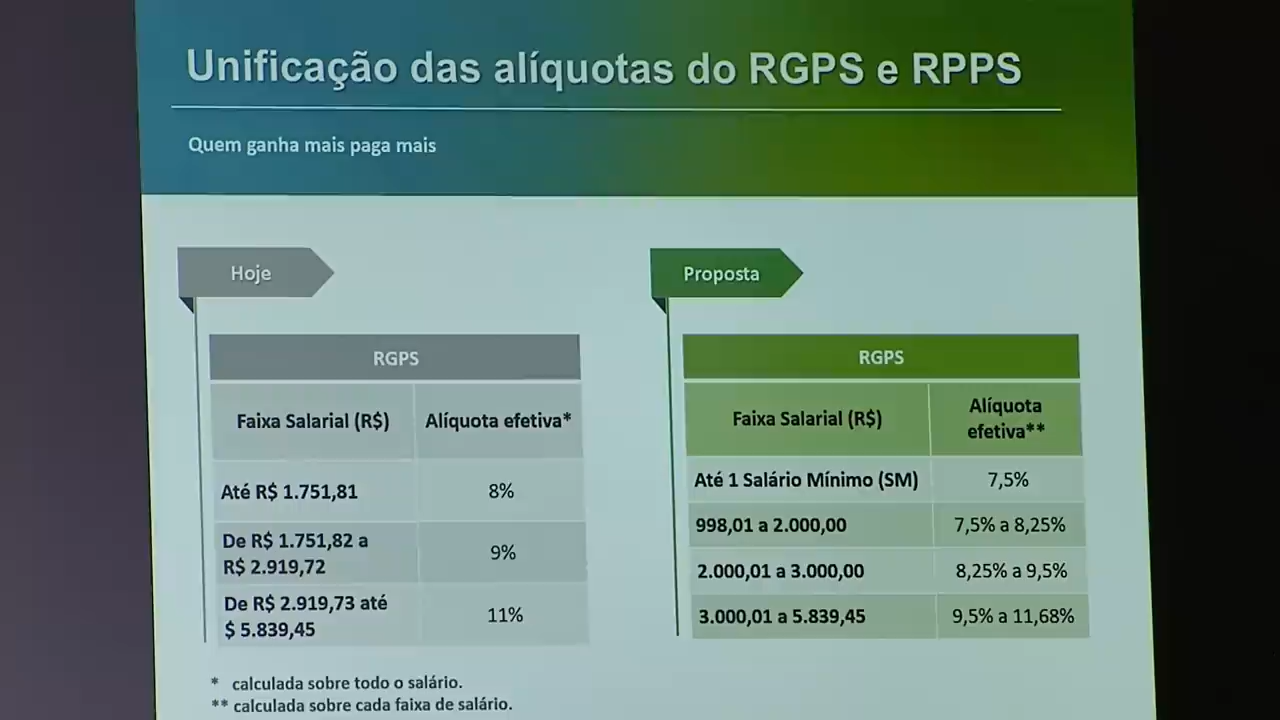 Unificação das alíquotas do RGPS e RPPS
Quem ganha mais paga mais
Hoje
RGPS
Faixa Salarial (R$) Alíquota efetiva*
Até R$ 1.751,81 8%
De R$ 1.751,82 a
R$ 2.919,72 9%
De R$ 2.919,73 até
$ 5.839,45 11%
Proposta
RGPS
Faixa Salarial (R$) Alíquota
efetiva**
Até 1 Salário Mínimo (SM) 7,5%
998,01 a 2.000,00 7,5% a 8,25%
2.000,01 a 3.000,00 8,25% a 9,5%
3.000,01 a 5.839,45 9,5% a 11,68%
* calculada sobre todo o salário.
** calculada sobre cada faixa de salário.